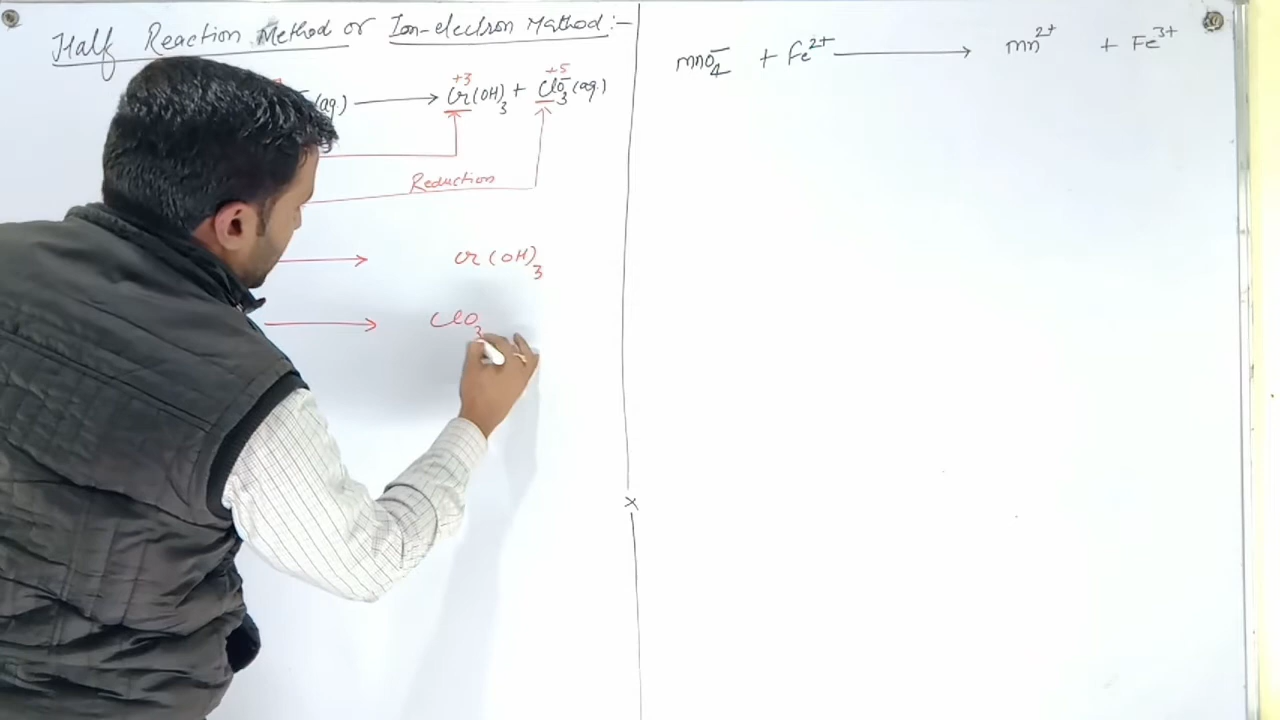 Half Reaction Method or Ion-electron Mathod :-
(aq.) ⟶ Cr(OH)₃ + ClO₃⁻ (aq.)
+3 +5
Reduction
⟶ Cr(OH)₃
⟶ ClO₃
x
MnO₄⁻ + Fe²⁺ ⟶ Mn²⁺ + Fe³⁺